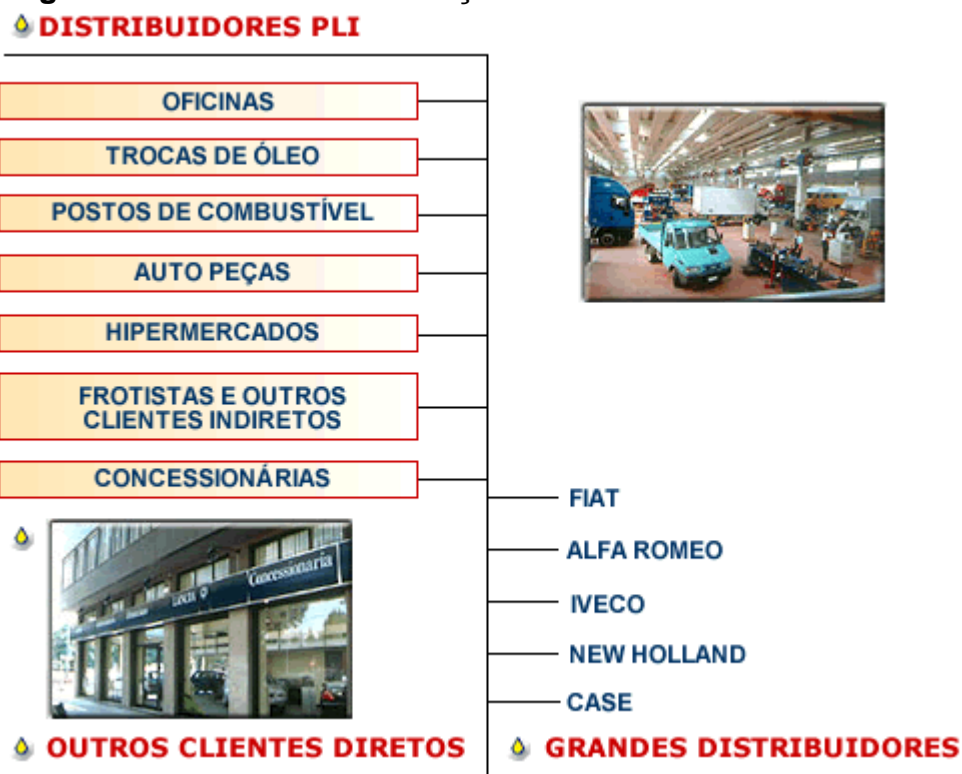 DISTRIBUIDORES PLI
OFICINAS
TROCAS DE ÓLEO
POSTOS DE COMBUSTÍVEL
AUTO PEÇAS
HIPERMERCADOS
FROTISTAS E OUTROS
CLIENTES INDIRETOS
CONCESSIONÁRIAS
FIAT
ALFA ROMEO
IVECO
NEW HOLLAND
CASE
LANCIA
Concessionaria
OUTROS CLIENTES DIRETOS
GRANDES DISTRIBUIDORES